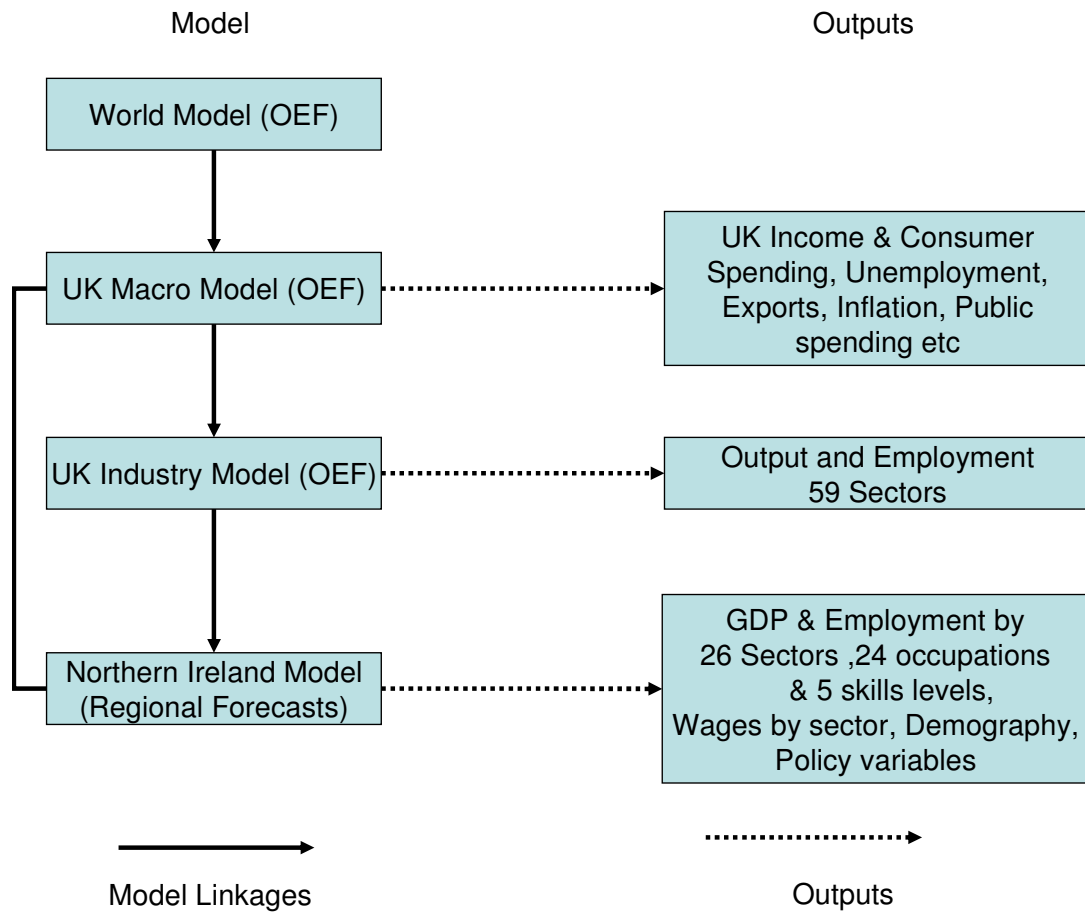 Model
Outputs
World Model (OEF)
UK Macro Model (OEF)
UK Income & Consumer
Spending, Unemployment,
Exports, Inflation, Public
spending etc
UK Industry Model (OEF)
Output and Employment
59 Sectors
Northern Ireland Model
(Regional Forecasts)
GDP & Employment by
26 Sectors ,24 occupations
& 5 skills levels,
Wages by sector, Demography,
Policy variables
Model Linkages
Outputs